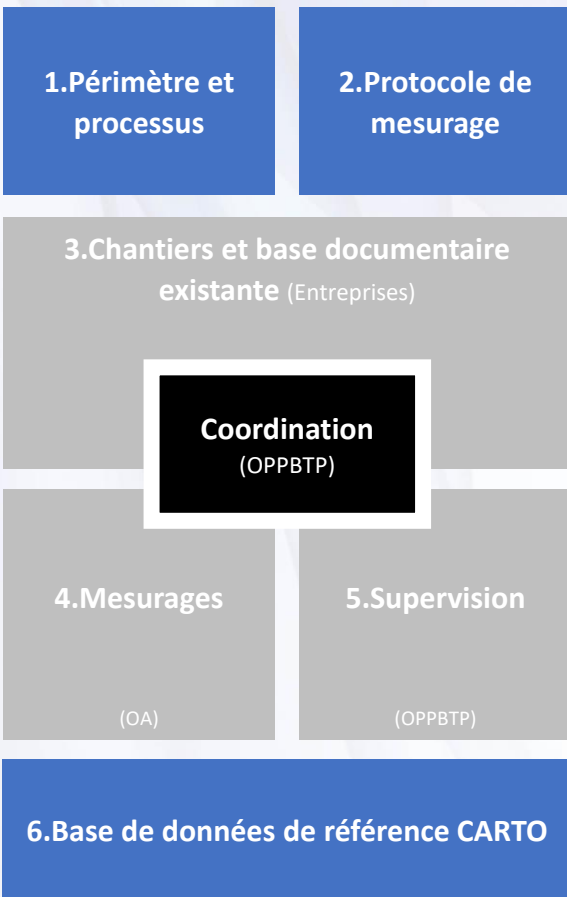 1.Périmètre et
processus
2.Protocole de
mesurage
3.Chantiers et base documentaire
existante (Entreprises)
Coordination
(OPPBTP)
4.Mesurages
(OA)
5.Supervision
(OPPBTP)
6.Base de données de référence CARTO